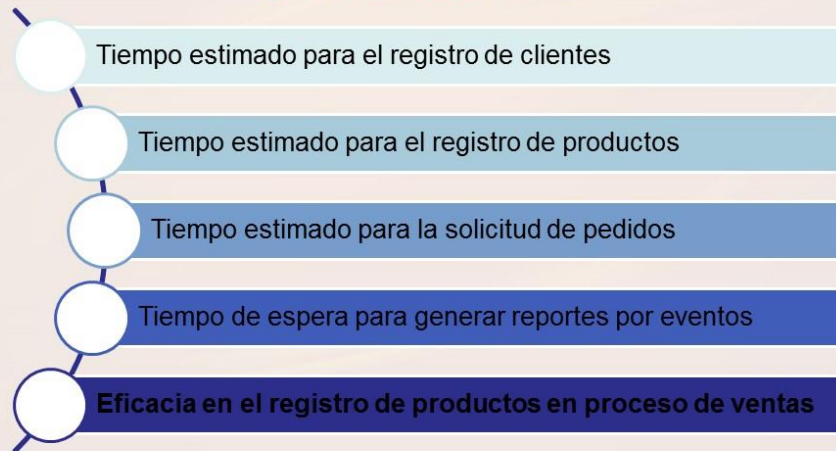 Tiempo estimado para el registro de clientes
Tiempo estimado para el registro de productos
Tiempo estimado para la solicitud de pedidos
Tiempo de espera para generar reportes por eventos
Eficacia en el registro de productos en proceso de ventas